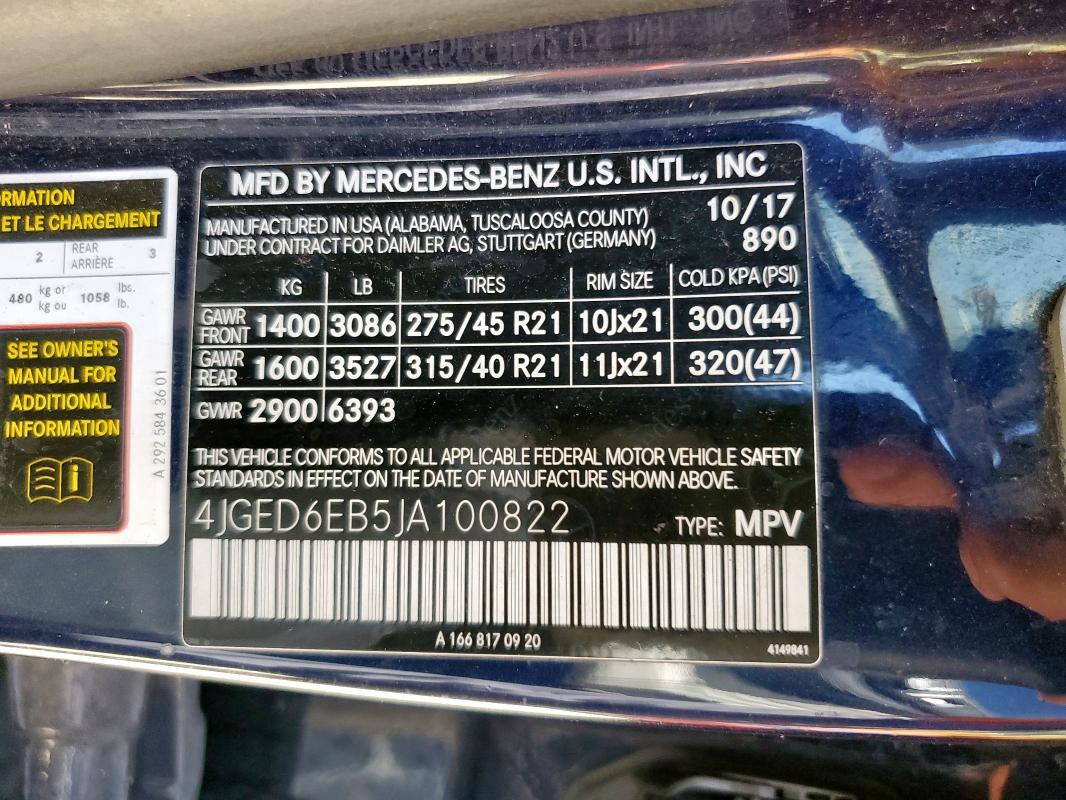 RMATION
ET LE CHARGEMENT
2 REAR ARRIÈRE 3
480 kg or kg ou 1058 lbs. lb.
SEE OWNER'S
MANUAL FOR
ADDITIONAL
INFORMATION
A 292 584 36 01
MFD BY MERCEDES-BENZ U.S. INTL., INC
10/17
MANUFACTURED IN USA (ALABAMA, TUSCALOOSA COUNTY)
UNDER CONTRACT FOR DAIMLER AG, STUTTGART (GERMANY)
890
KG LB TIRES RIM SIZE COLD KPA(PSI)
GAWR FRONT 1400 3086 275/45 R21 10Jx21 300(44)
GAWR REAR 1600 3527 315/40 R21 11Jx21 320(47)
GVWR 2900 6393
THIS VEHICLE CONFORMS TO ALL APPLICABLE FEDERAL MOTOR VEHICLE SAFETY
STANDARDS IN EFFECT ON THE DATE OF MANUFACTURE SHOWN ABOVE.
4JGED6EB5JA100822 TYPE: MPV
A 166 817 09 20
4149841